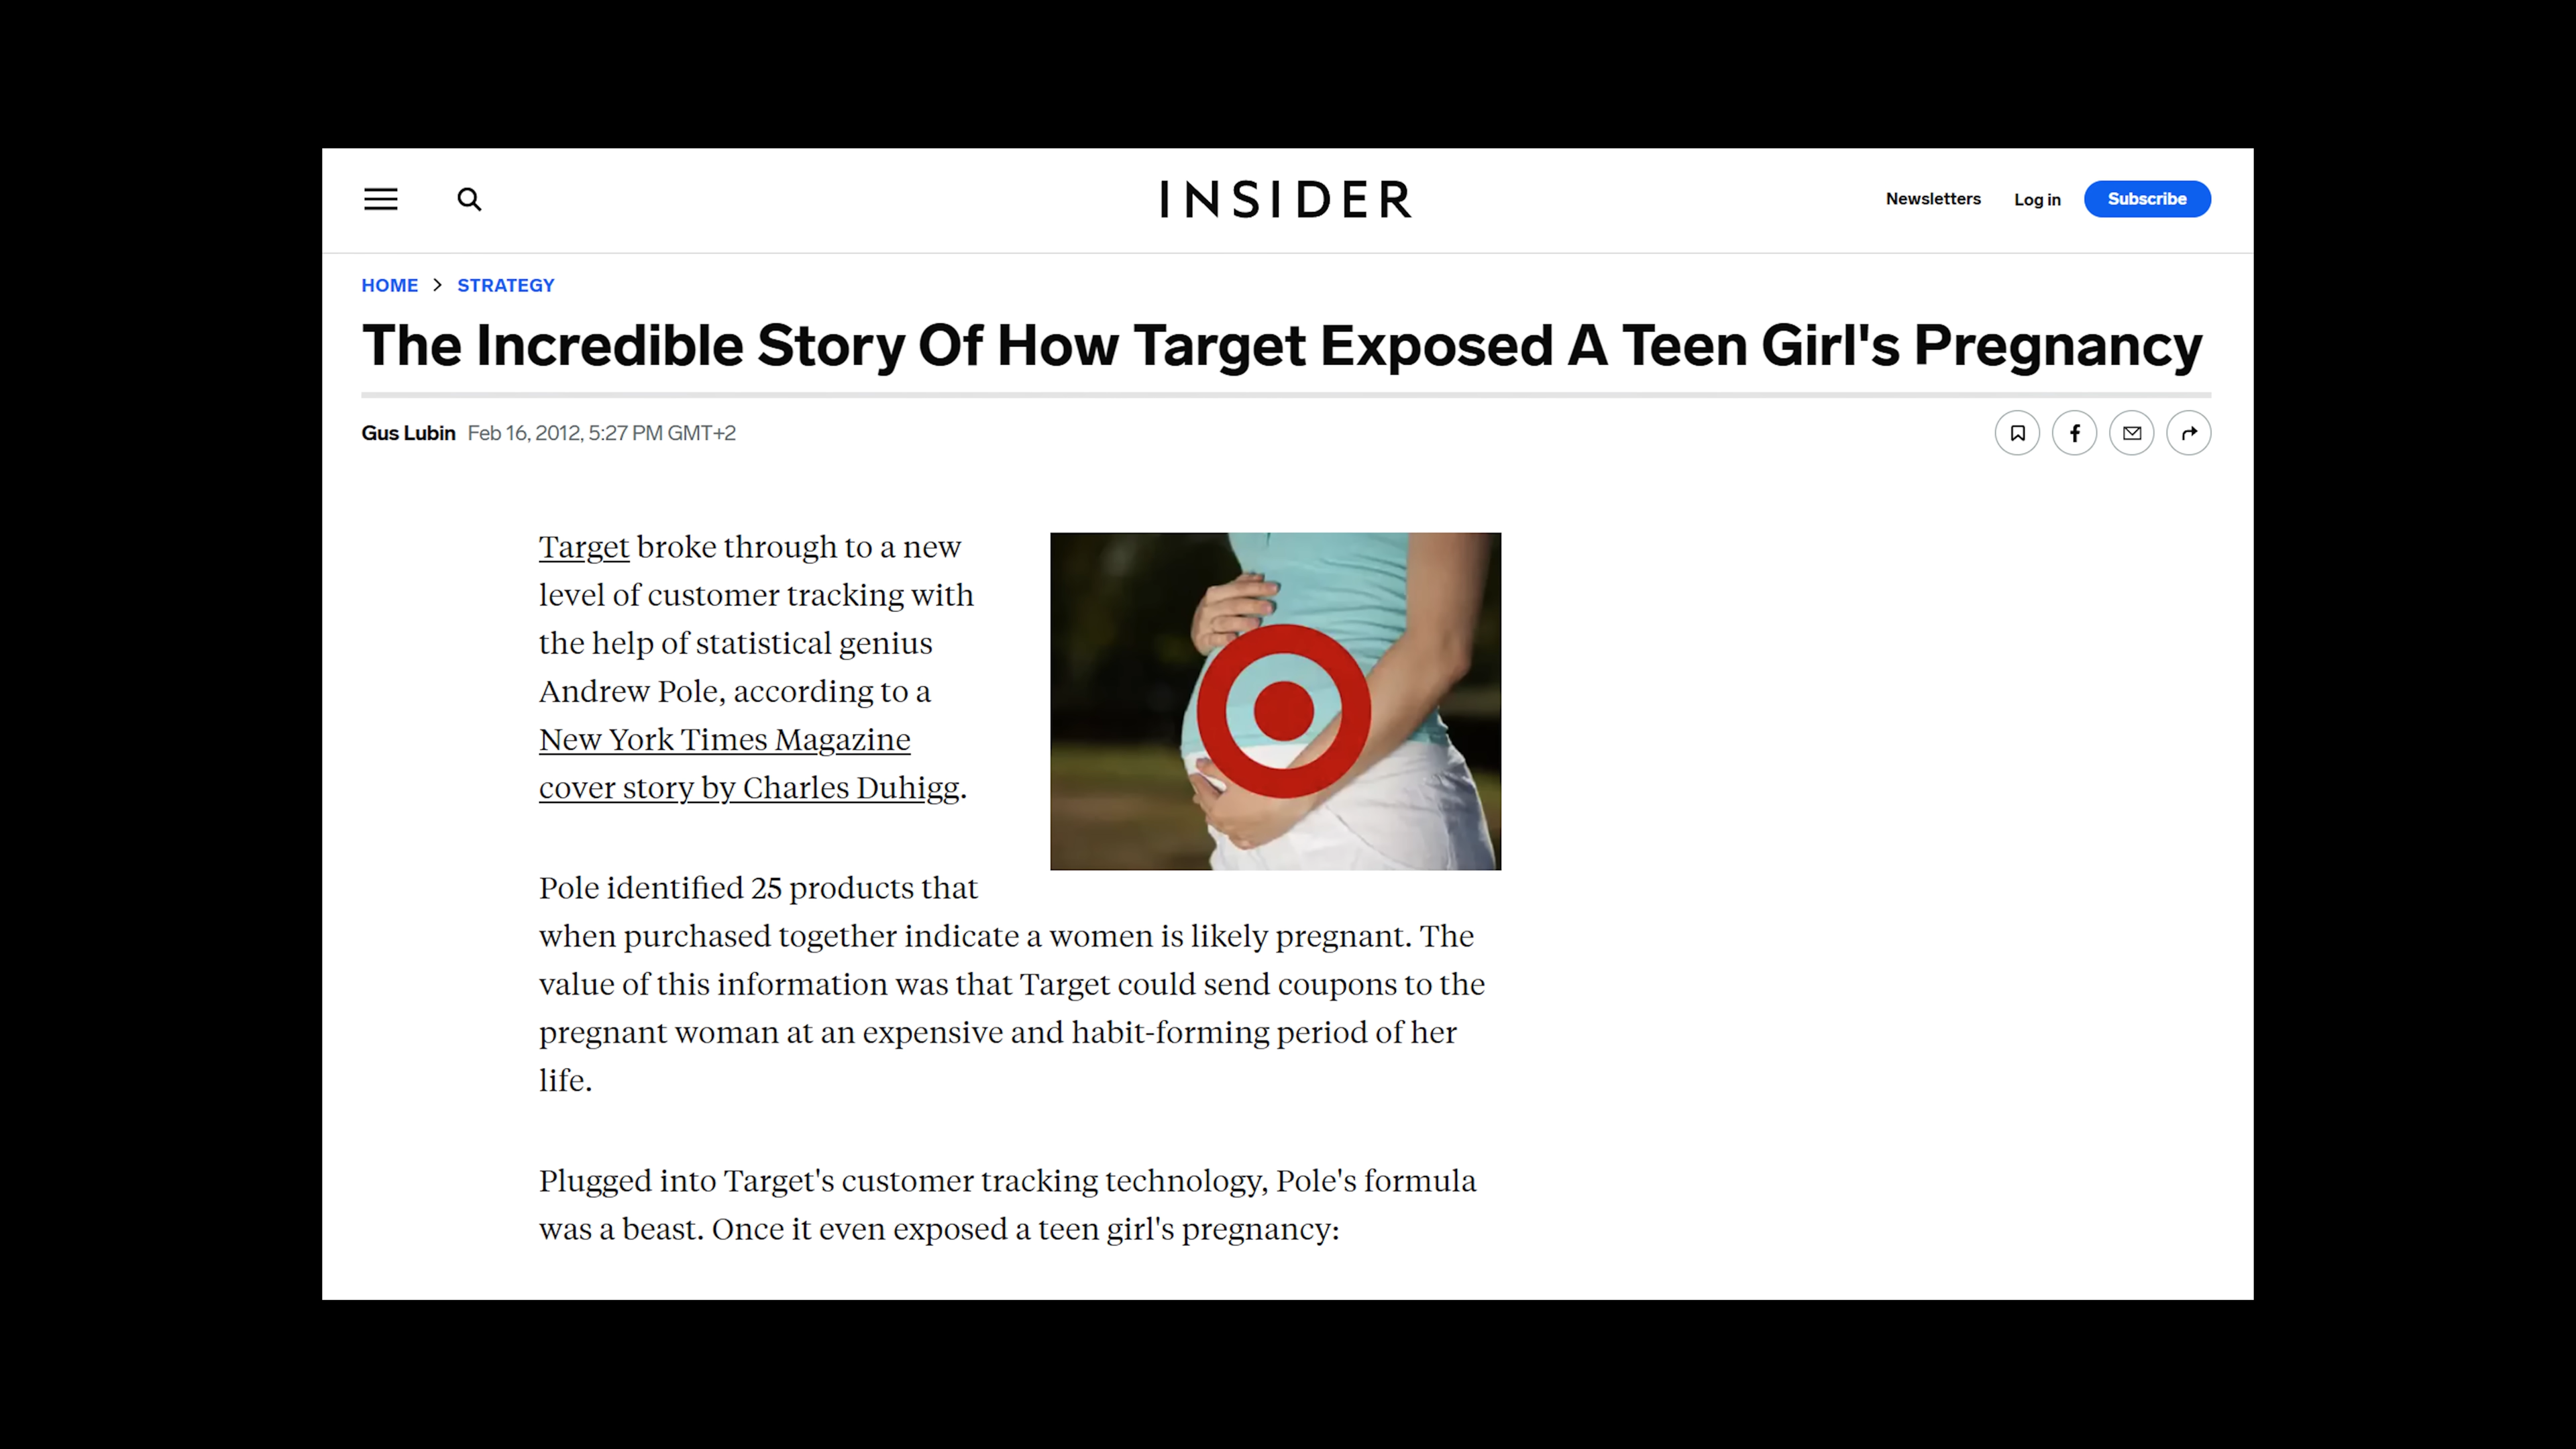 INSIDER
Newsletters
Log in
Subscribe
HOME > STRATEGY
The Incredible Story Of How Target Exposed A Teen Girl's Pregnancy
Gus Lubin Feb 16, 2012, 5:27 PM GMT+2
Target broke through to a new
level of customer tracking with
the help of statistical genius
Andrew Pole, according to a
New York Times Magazine
cover story by Charles Duhigg.
Pole identified 25 products that
when purchased together indicate a women is likely pregnant. The
value of this information was that Target could send coupons to the
pregnant woman at an expensive and habit-forming period of her
life.
Plugged into Target's customer tracking technology, Pole's formula
was a beast. Once it even exposed a teen girl's pregnancy: